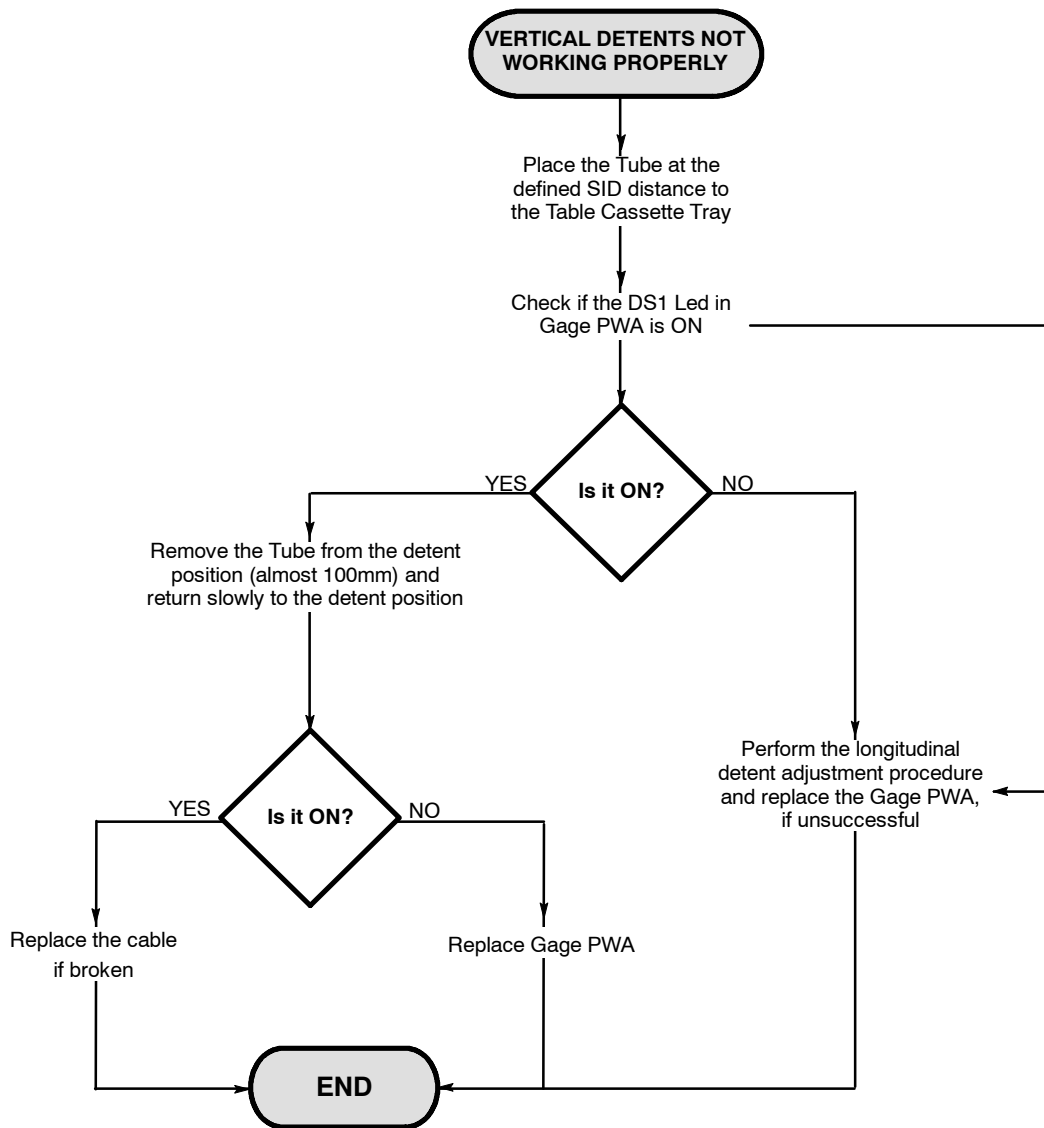 VERTICAL DETENTS NOT
WORKING PROPERLY
Place the Tube at the
defined SID distance to
the Table Cassette Tray
Check if the DS1 Led in
Gage PWA is ON
Is it ON?
YES
NO
Remove the Tube from the detent
position (almost 100mm) and
return slowly to the detent position
Perform the longitudinal
detent adjustment procedure
and replace the Gage PWA,
if unsuccessful
Is it ON?
YES
NO
Replace the cable
if broken
Replace Gage PWA
END